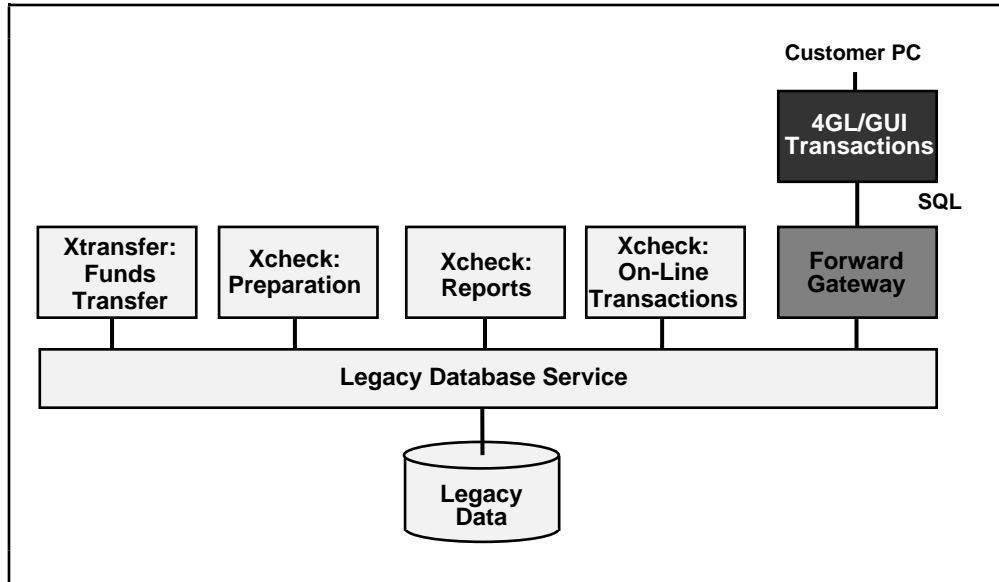 Customer PC
4GL/GUI
Transactions
SQL
Xtransfer:
Funds
Transfer
Xcheck:
Preparation
Xcheck:
Reports
Xcheck:
On-Line
Transactions
Forward
Gateway
Legacy Database Service
Legacy
Data